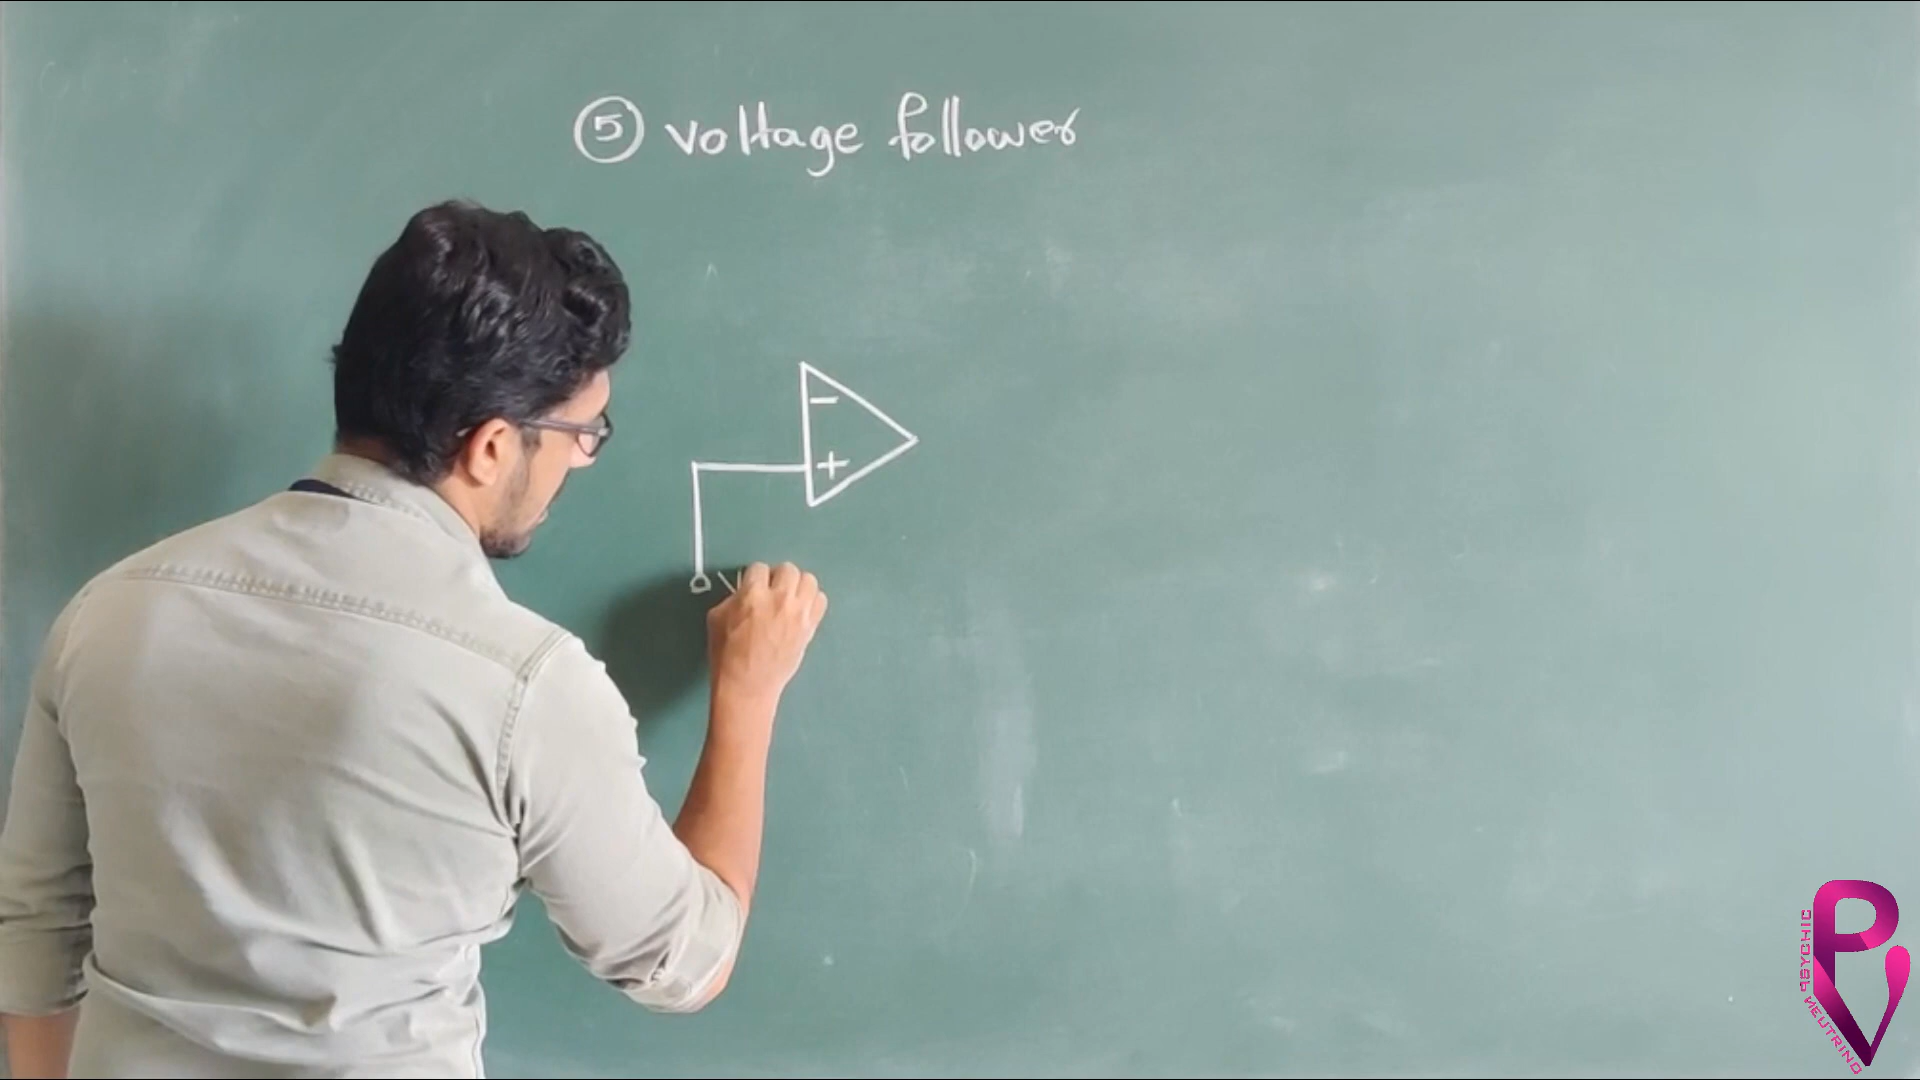 ⑤ voltage follower
−
+
V
PSYCHIC NEUTRINO